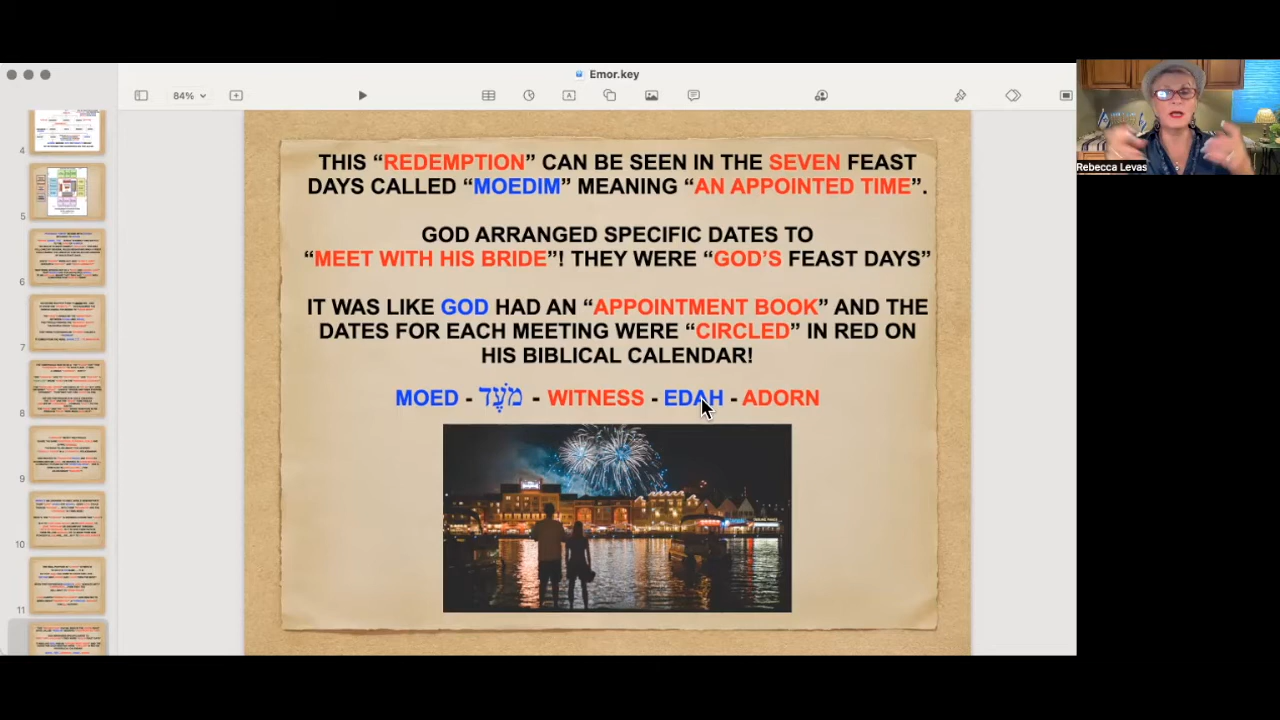 Emor.key
84%
Rebecca Levas
THIS “REDEMPTION” CAN BE SEEN IN THE SEVEN FEAST
DAYS CALLED “MOEDIM” MEANING “AN APPOINTED TIME”.
GOD ARRANGED SPECIFIC DATES TO
“MEET WITH HIS BRIDE”! THEY WERE “GOD’S FEAST DAYS”
IT WAS LIKE GOD HAD AN “APPOINTMENT BOOK” AND THE
DATES FOR EACH MEETING WERE “CIRCLED” IN RED ON
HIS BIBLICAL CALENDAR!
MOED - מֹעֶד - WITNESS - EDAH - ADORN
4
5
6
7
8
9
10
11